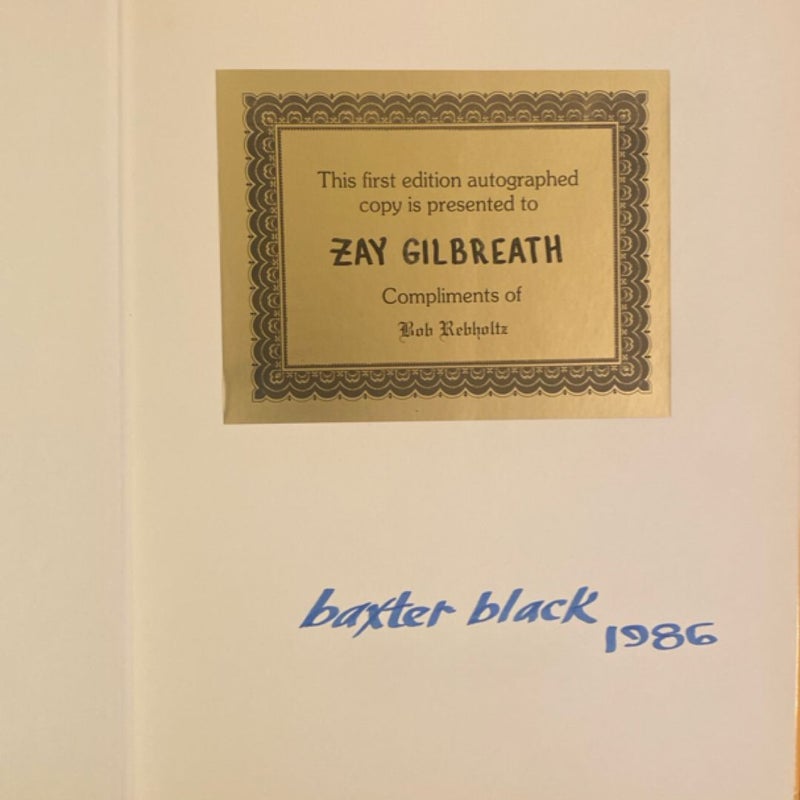 This first edition autographed
copy is presented to
ZAY GILBREATH
Compliments of
Bob Rebholtz
baxter black
1986